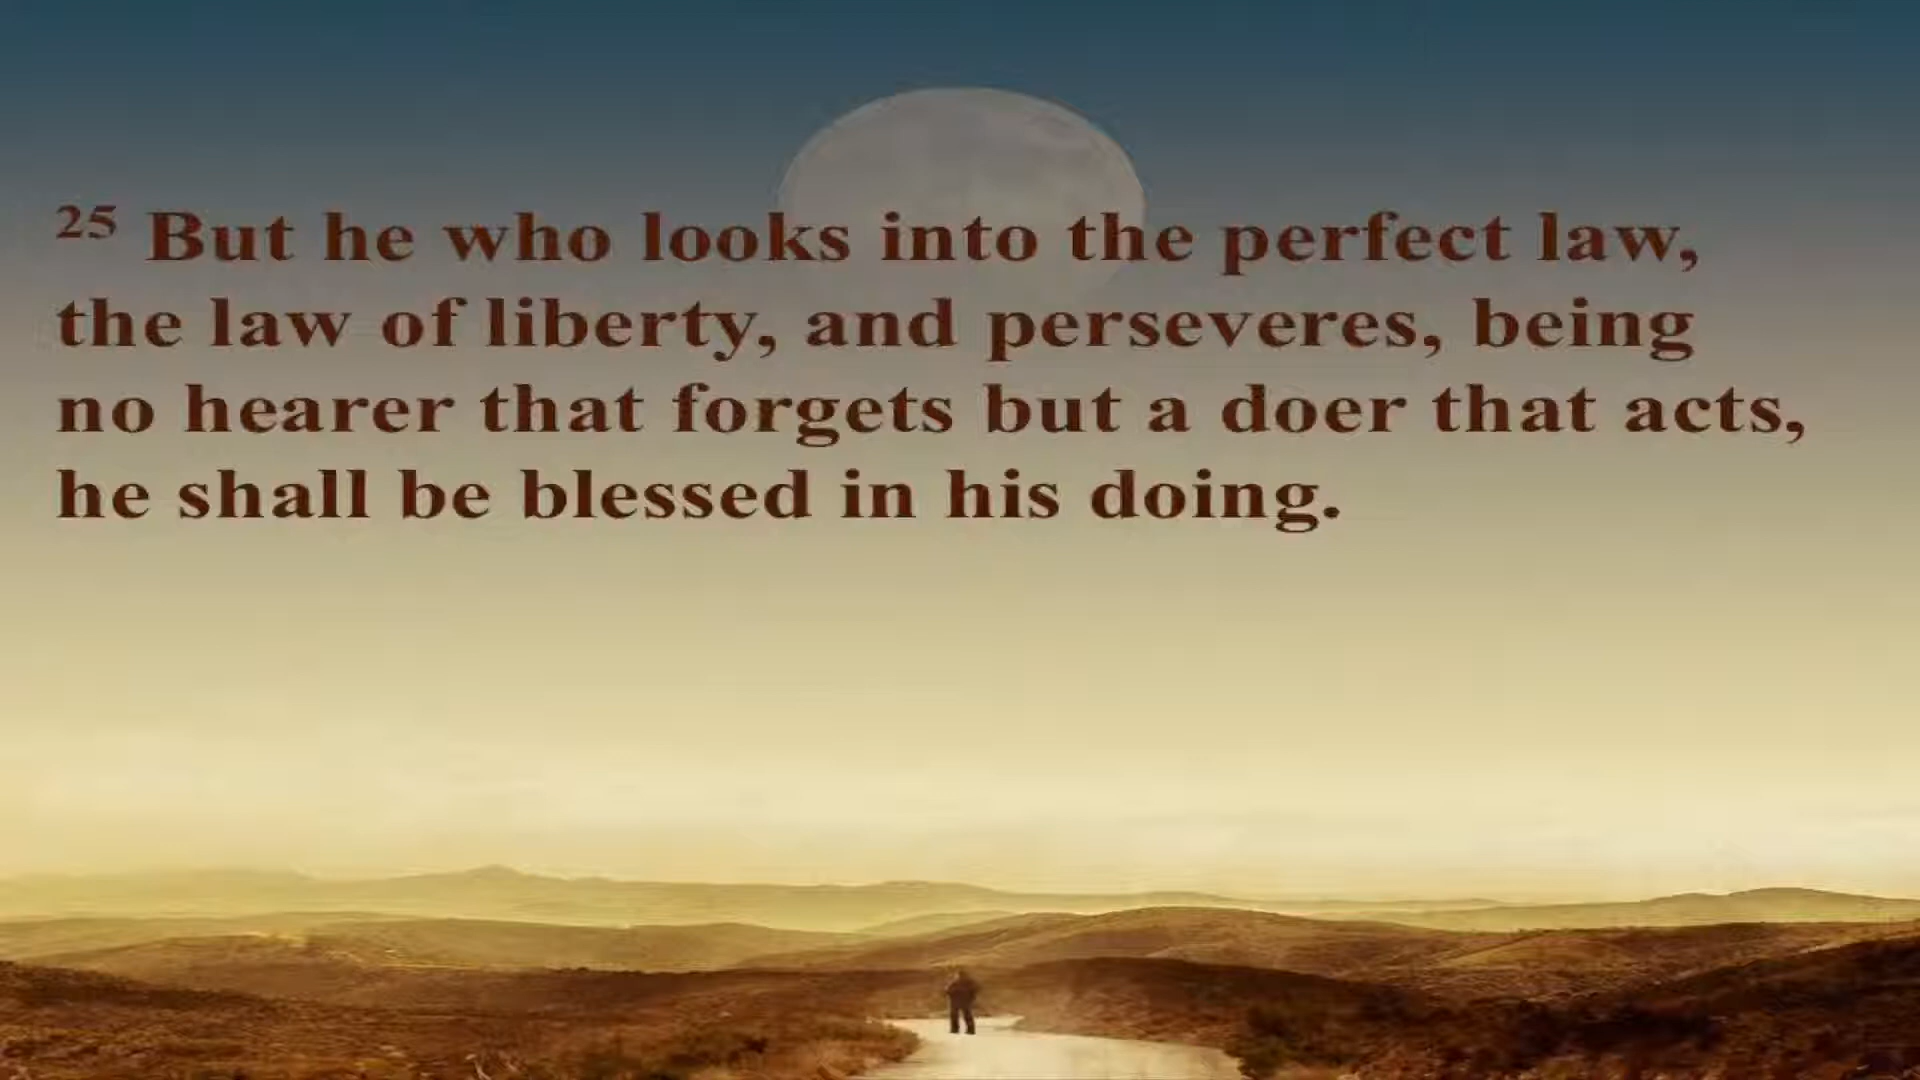 25 But he who looks into the perfect law,
the law of liberty, and perseveres, being
no hearer that forgets but a doer that acts,
he shall be blessed in his doing.